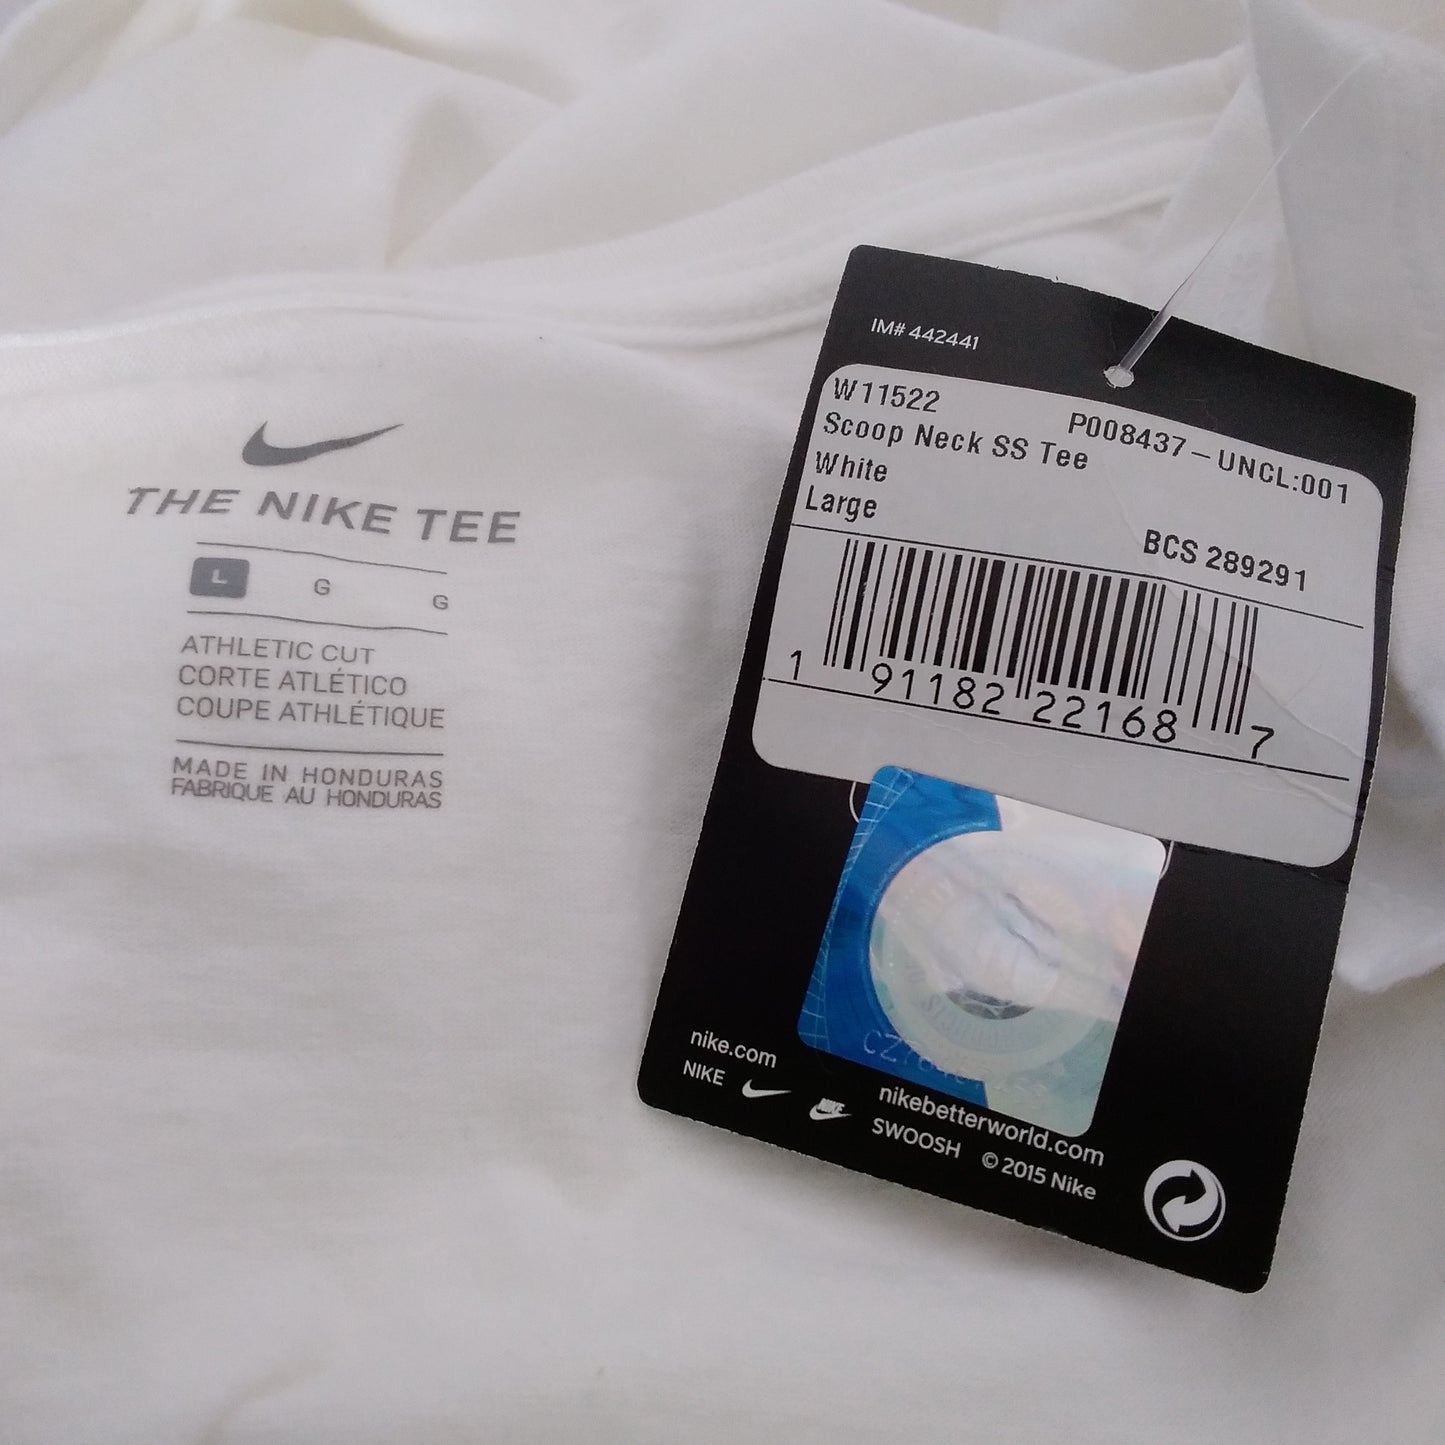 THE NIKE TEE
L G G
ATHLETIC CUT
CORTE ATLÉTICO
COUPE ATHLÉTIQUE
MADE IN HONDURAS
FABRIQUE AU HONDURAS
IM# 442441
W11522
P008437-UNCL:001
Scoop Neck SS Tee
White
Large
BCS 289291
1 91182 22168 7
nike.com
nikebetterworld.com
NIKE
NIKE
SWOOSH © 2015 Nike